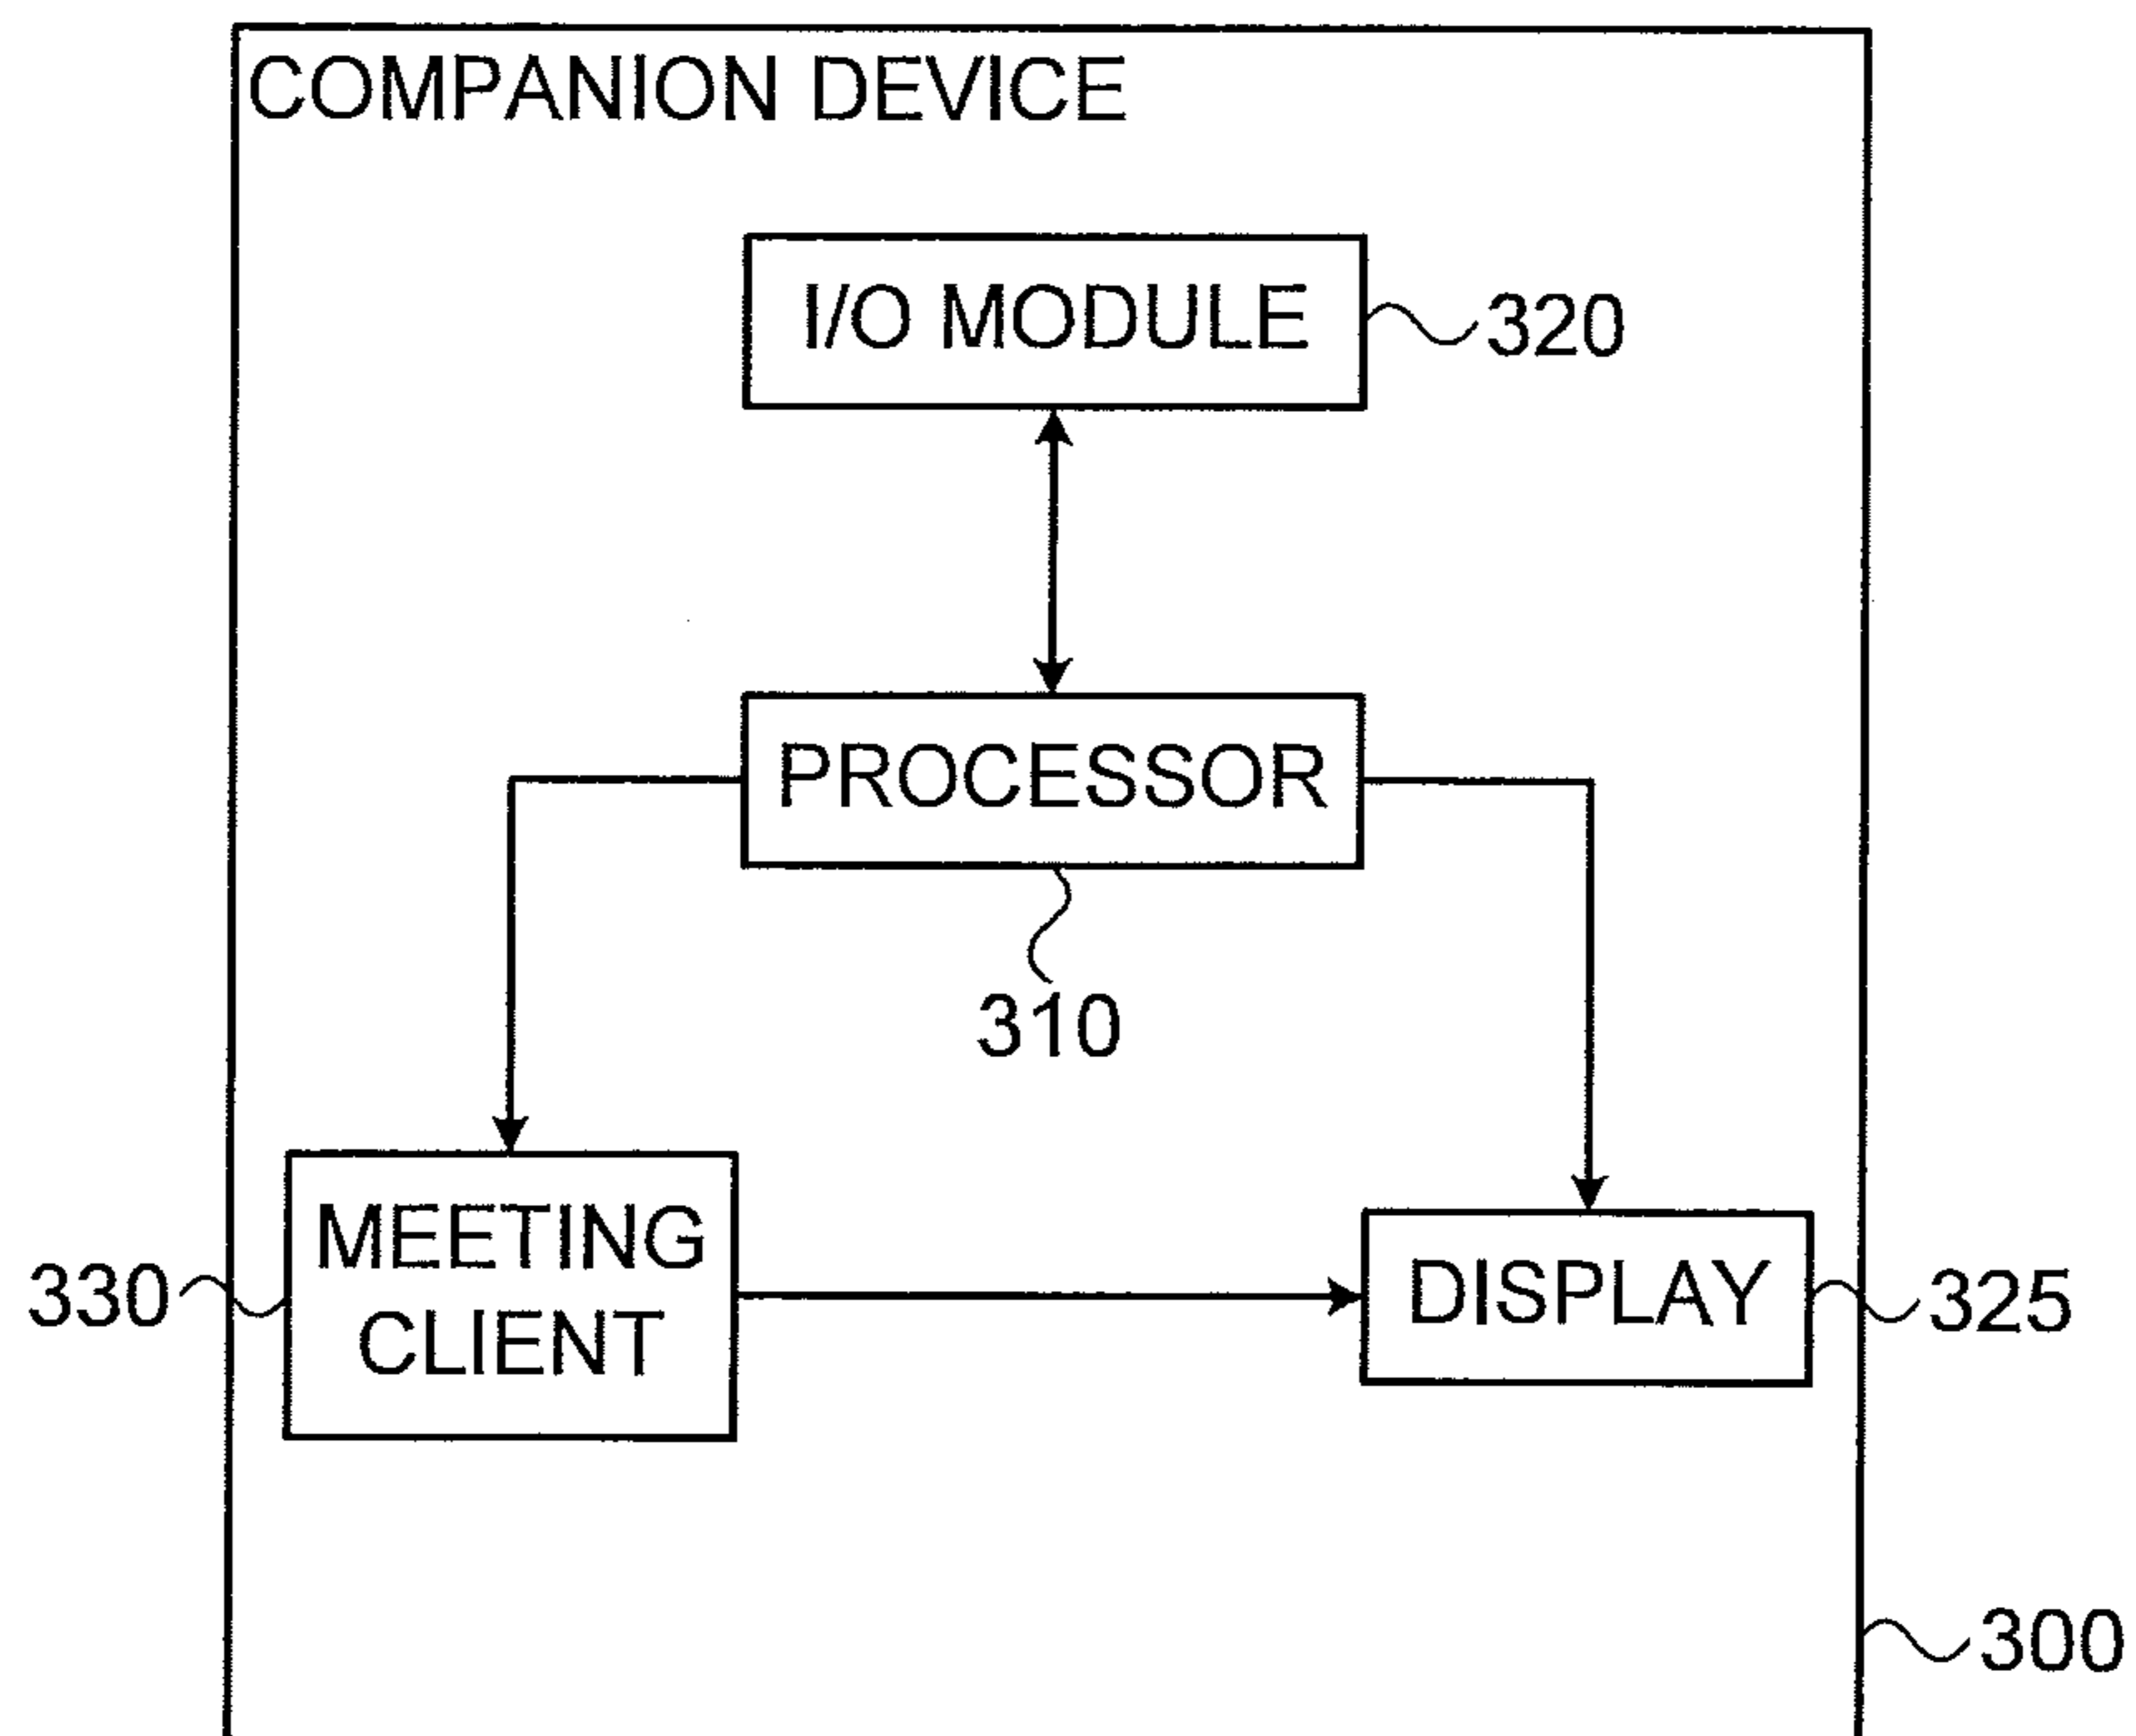 COMPANION DEVICE
I/O MODULE
320
PROCESSOR
310
MEETING
CLIENT
330
DISPLAY
325
300